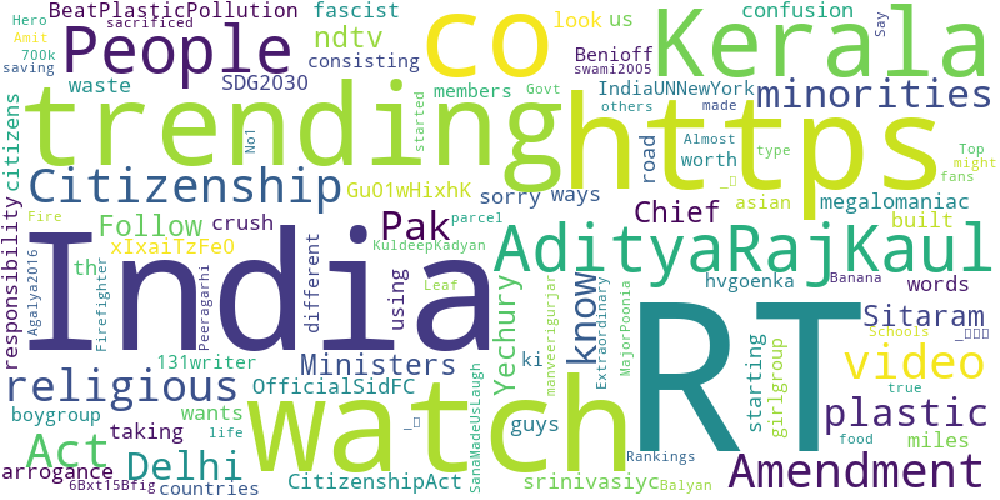 BeatPlasticPollution
fascist
co
look
us
confusion
Say
Kerala
Hero
sacrificed
Amit
700k
saving
People
ndtv
consisting
SDG2030
Benioff
swami2005
IndiaUNNewYork
minorities
waste
members
Govt
others
made
citizens
trending
started
No1
https
road
Almost
worth
type
Top
might
fans
Citizenship
GuO1wHixhK
sorry
ways
asian
megalomaniac
Chief
built
Follow
crush
Pak
parcel
Fire
xIxaiTzFeO
KuldeepKadyan
AdityaRajKaul
responsibility
th
India
different
using
Leaf
know
hvgoenka
Banana
words
Agalya2016
Firefighter
Peeragarhi
Yechury
manveergurjar
Extraordinary
MajorPoonia
RT
Sitaram
Schools
131writer
Ministers
ki
starting
girlgroup
video
true
religious
OfficialSidFC
watch
SanaMadeUsLaugh
boygroup
wants
life
guys
plastic
food
miles
Act
taking
Delhi
Rankings
arrogance
6Bxt15Bfig
countries
CitizenshipAct
srinivasiyc
Balyan
Amendment